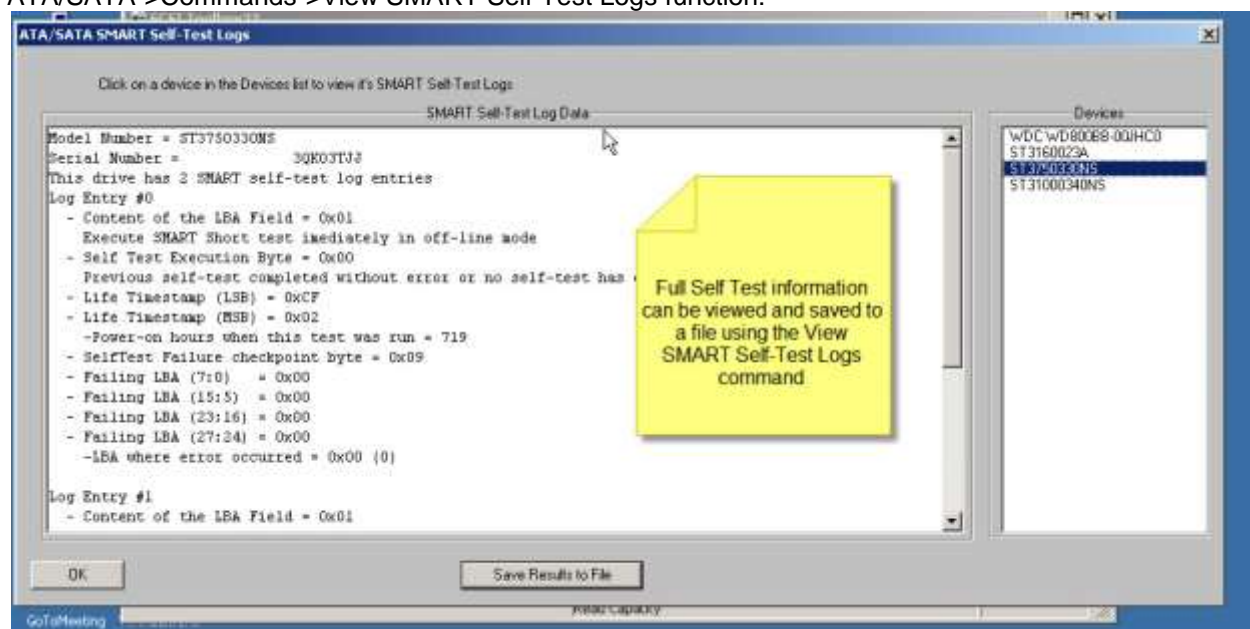 ATA/SATA->Commands->View SMART Self-Test Logs function.
ATA/SATA SMART Self-Test Logs
Click on a device in the Devices list to view it's SMART Self-Test Logs
SMART Self-Test Log Data
Devices
Model Number = ST3750330NS
Serial Number = 3QK03TJJ
This drive has 2 SMART self-test log entries
Log Entry #0
- Content of the LBA Field = 0x01
Execute SMART Short test imediately in off-line mode
- Self Test Execution Byte = 0x00
Previous self-test completed without error or no self-test has
- Life Timestamp (LSB) = 0xCF
- Life Timestamp (MSB) = 0x02
-Power-on hours when this test was run = 719
- SelfTest Failure checkpoint byte = 0x09
- Failing LBA (7:0) = 0x00
- Failing LBA (15:5) = 0x00
- Failing LBA (23:16) = 0x00
- Failing LBA (27:24) = 0x00
-LBA where error occurred = 0x00 (0)
Log Entry #1
- Content of the LBA Field = 0x01
WDC WD800BB-00JHC0
ST3160023A
ST3750330NS
ST31000340NS
Full Self Test information
can be viewed and saved to
a file using the View
SMART Self-Test Logs
command
OK
Save Results to File
Read Capacity
GoToMeeting